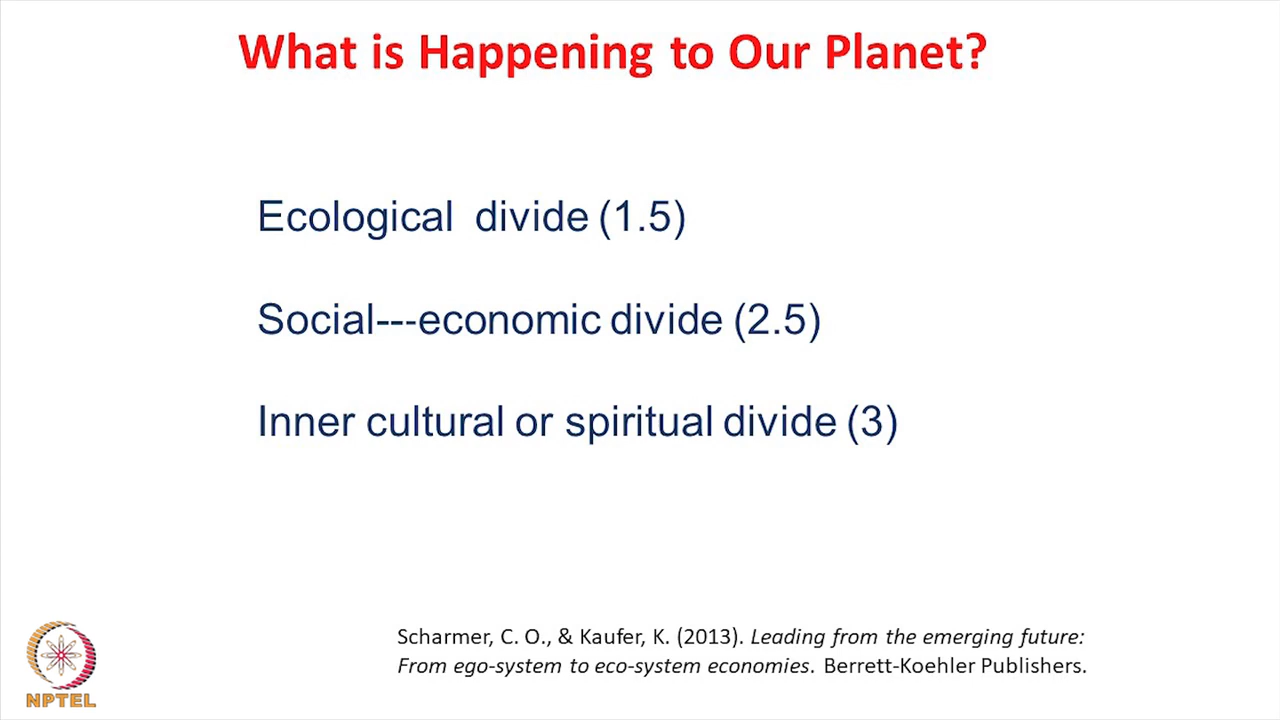 What is Happening to Our Planet?
Ecological divide (1.5)
Social---economic divide (2.5)
Inner cultural or spiritual divide (3)
Scharmer, C. O., & Kaufer, K. (2013). Leading from the emerging future:
From ego-system to eco-system economies. Berrett-Koehler Publishers.
NPTEL